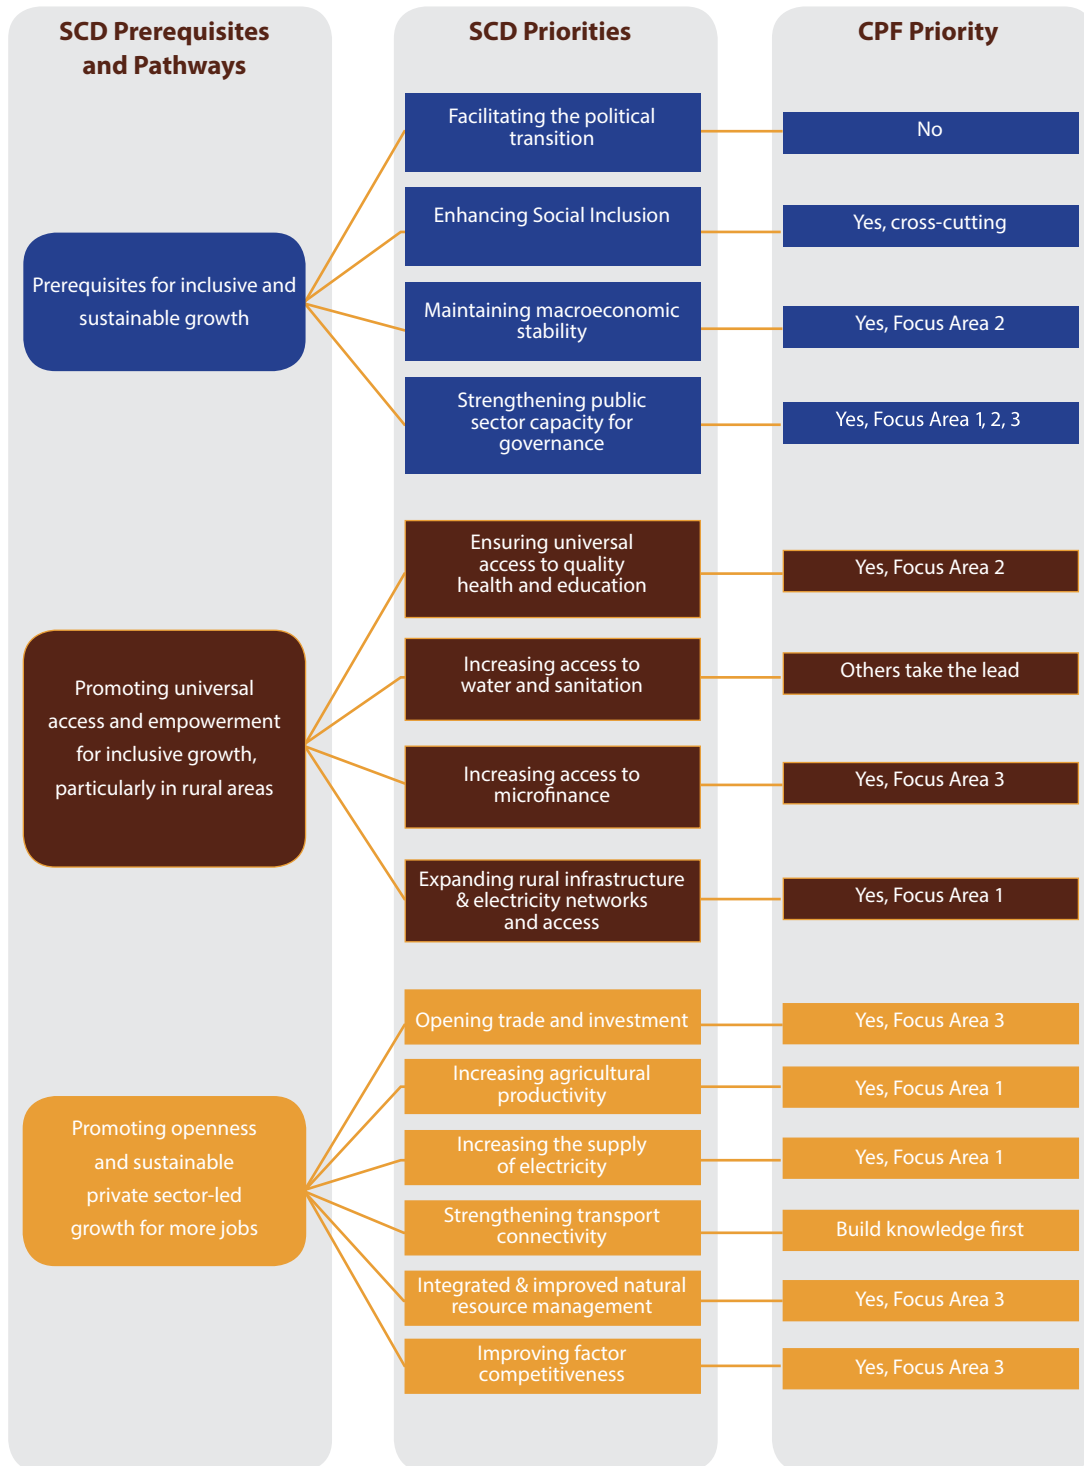 SCD Prerequisites
and Pathways
SCD Priorities
CPF Priority
Prerequisites for inclusive and
sustainable growth
Facilitating the political
transition
No
Enhancing Social Inclusion
Yes, cross-cutting
Maintaining macroeconomic
stability
Yes, Focus Area 2
Strengthening public
sector capacity for
governance
Yes, Focus Area 1, 2, 3
Promoting universal
access and empowerment
for inclusive growth,
particularly in rural areas
Ensuring universal
access to quality
health and education
Yes, Focus Area 2
Increasing access to
water and sanitation
Others take the lead
Increasing access to
microfinance
Yes, Focus Area 3
Expanding rural infrastructure
& electricity networks
and access
Yes, Focus Area 1
Promoting openness
and sustainable
private sector-led
growth for more jobs
Opening trade and investment
Yes, Focus Area 3
Increasing agricultural
productivity
Yes, Focus Area 1
Increasing the supply
of electricity
Yes, Focus Area 1
Strengthening transport
connectivity
Build knowledge first
Integrated & improved natural
resource management
Yes, Focus Area 3
Improving factor
competitiveness
Yes, Focus Area 3